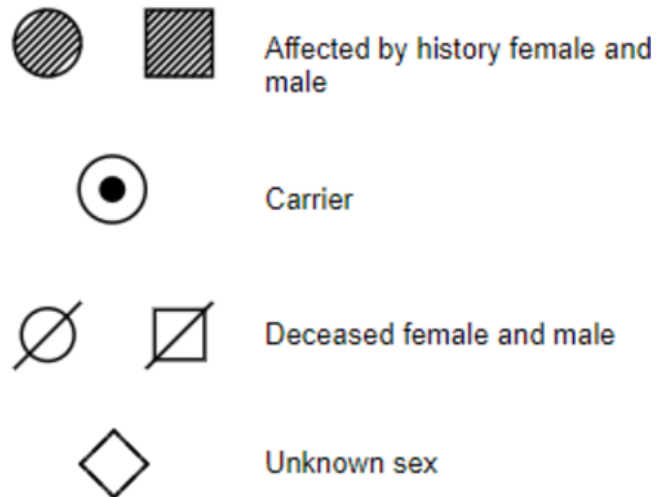 Affected by history female and
male
Carrier
Deceased female and male
Unknown sex